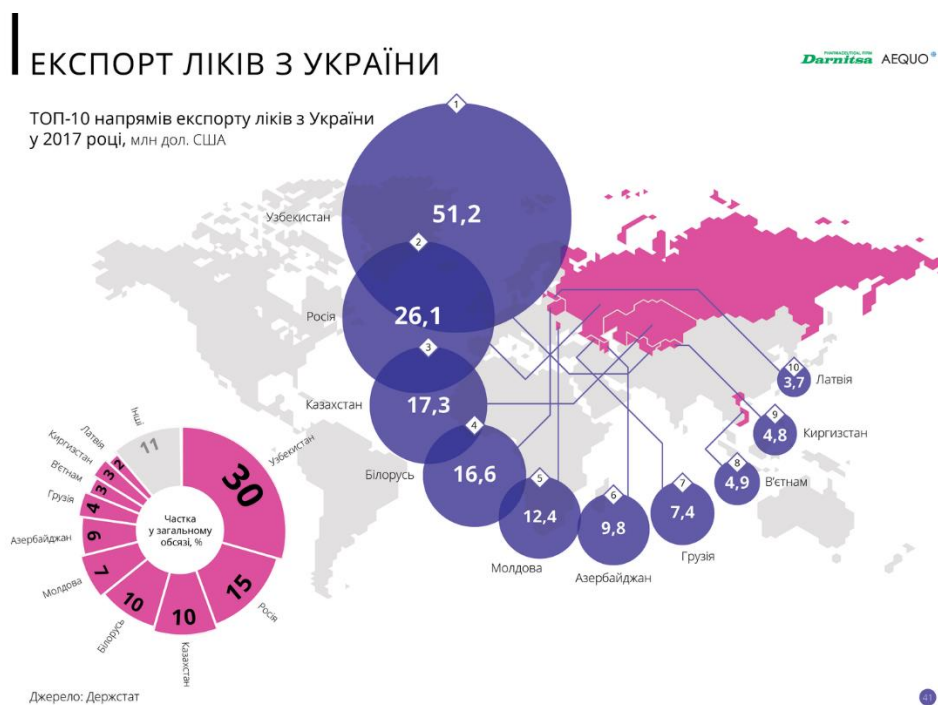 ЕКСПОРТ ЛІКІВ З УКРАЇНИ
PHARMACEUTICAL FIRM
Darnitsa AEQUO
ТОП-10 напрямів експорту ліків з України
у 2017 році, млн дол. США
1
Узбекистан
51,2
2
Росія
26,1
3
Казахстан
17,3
4
Білорусь
16,6
5
12,4
Молдова
6
9,8
Азербайджан
7
7,4
Грузія
8
4,9
В'єтнам
9
4,8
Киргизстан
10
3,7
Латвія
Частка
у загальному
обсязі, %
Узбекистан
30
Росія
15
Казахстан
10
Білорусь
10
Молдова
7
Азербайджан
9
Грузія
4
В'єтнам
3
Киргизстан
3
Латвія
2
Інші
11
Джерело: Держстат
41